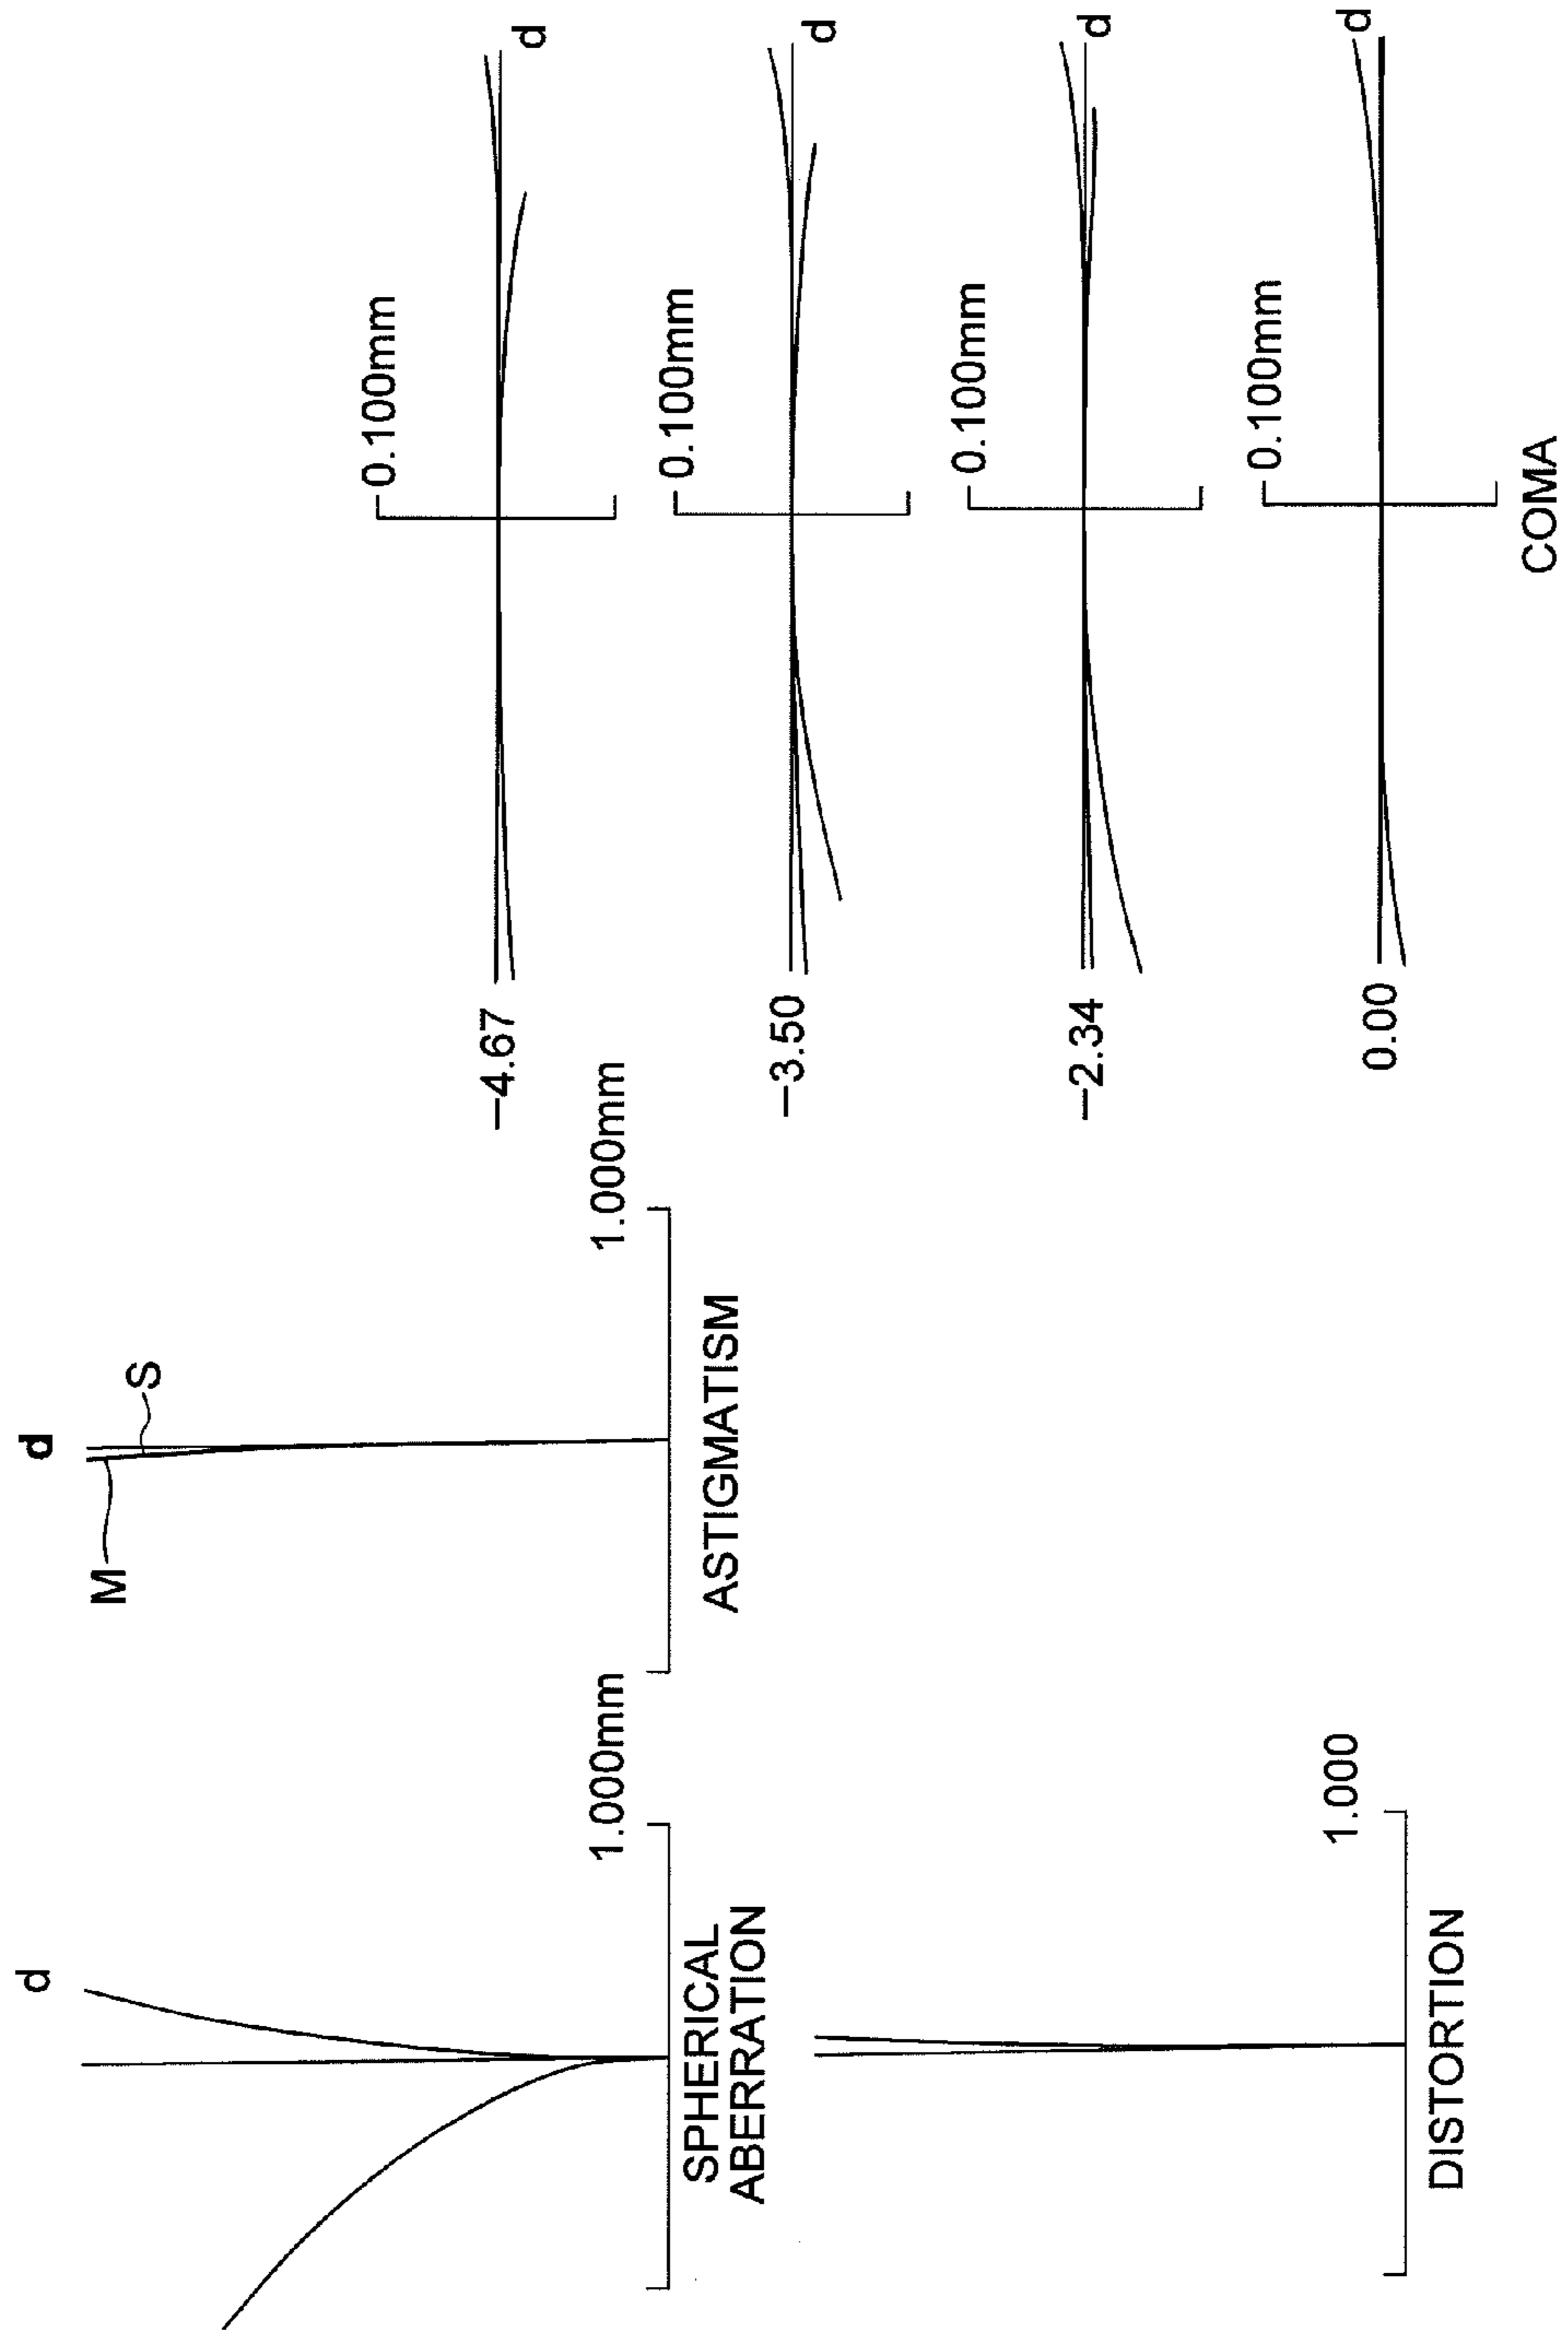 d
1.000mm
SPHERICAL
ABERRATION
d
M
S
1.000mm
ASTIGMATISM
1.000
DISTORTION
−4.67
0.100mm
d
−3.50
0.100mm
d
−2.34
0.100mm
d
0.00
0.100mm
d
COMA